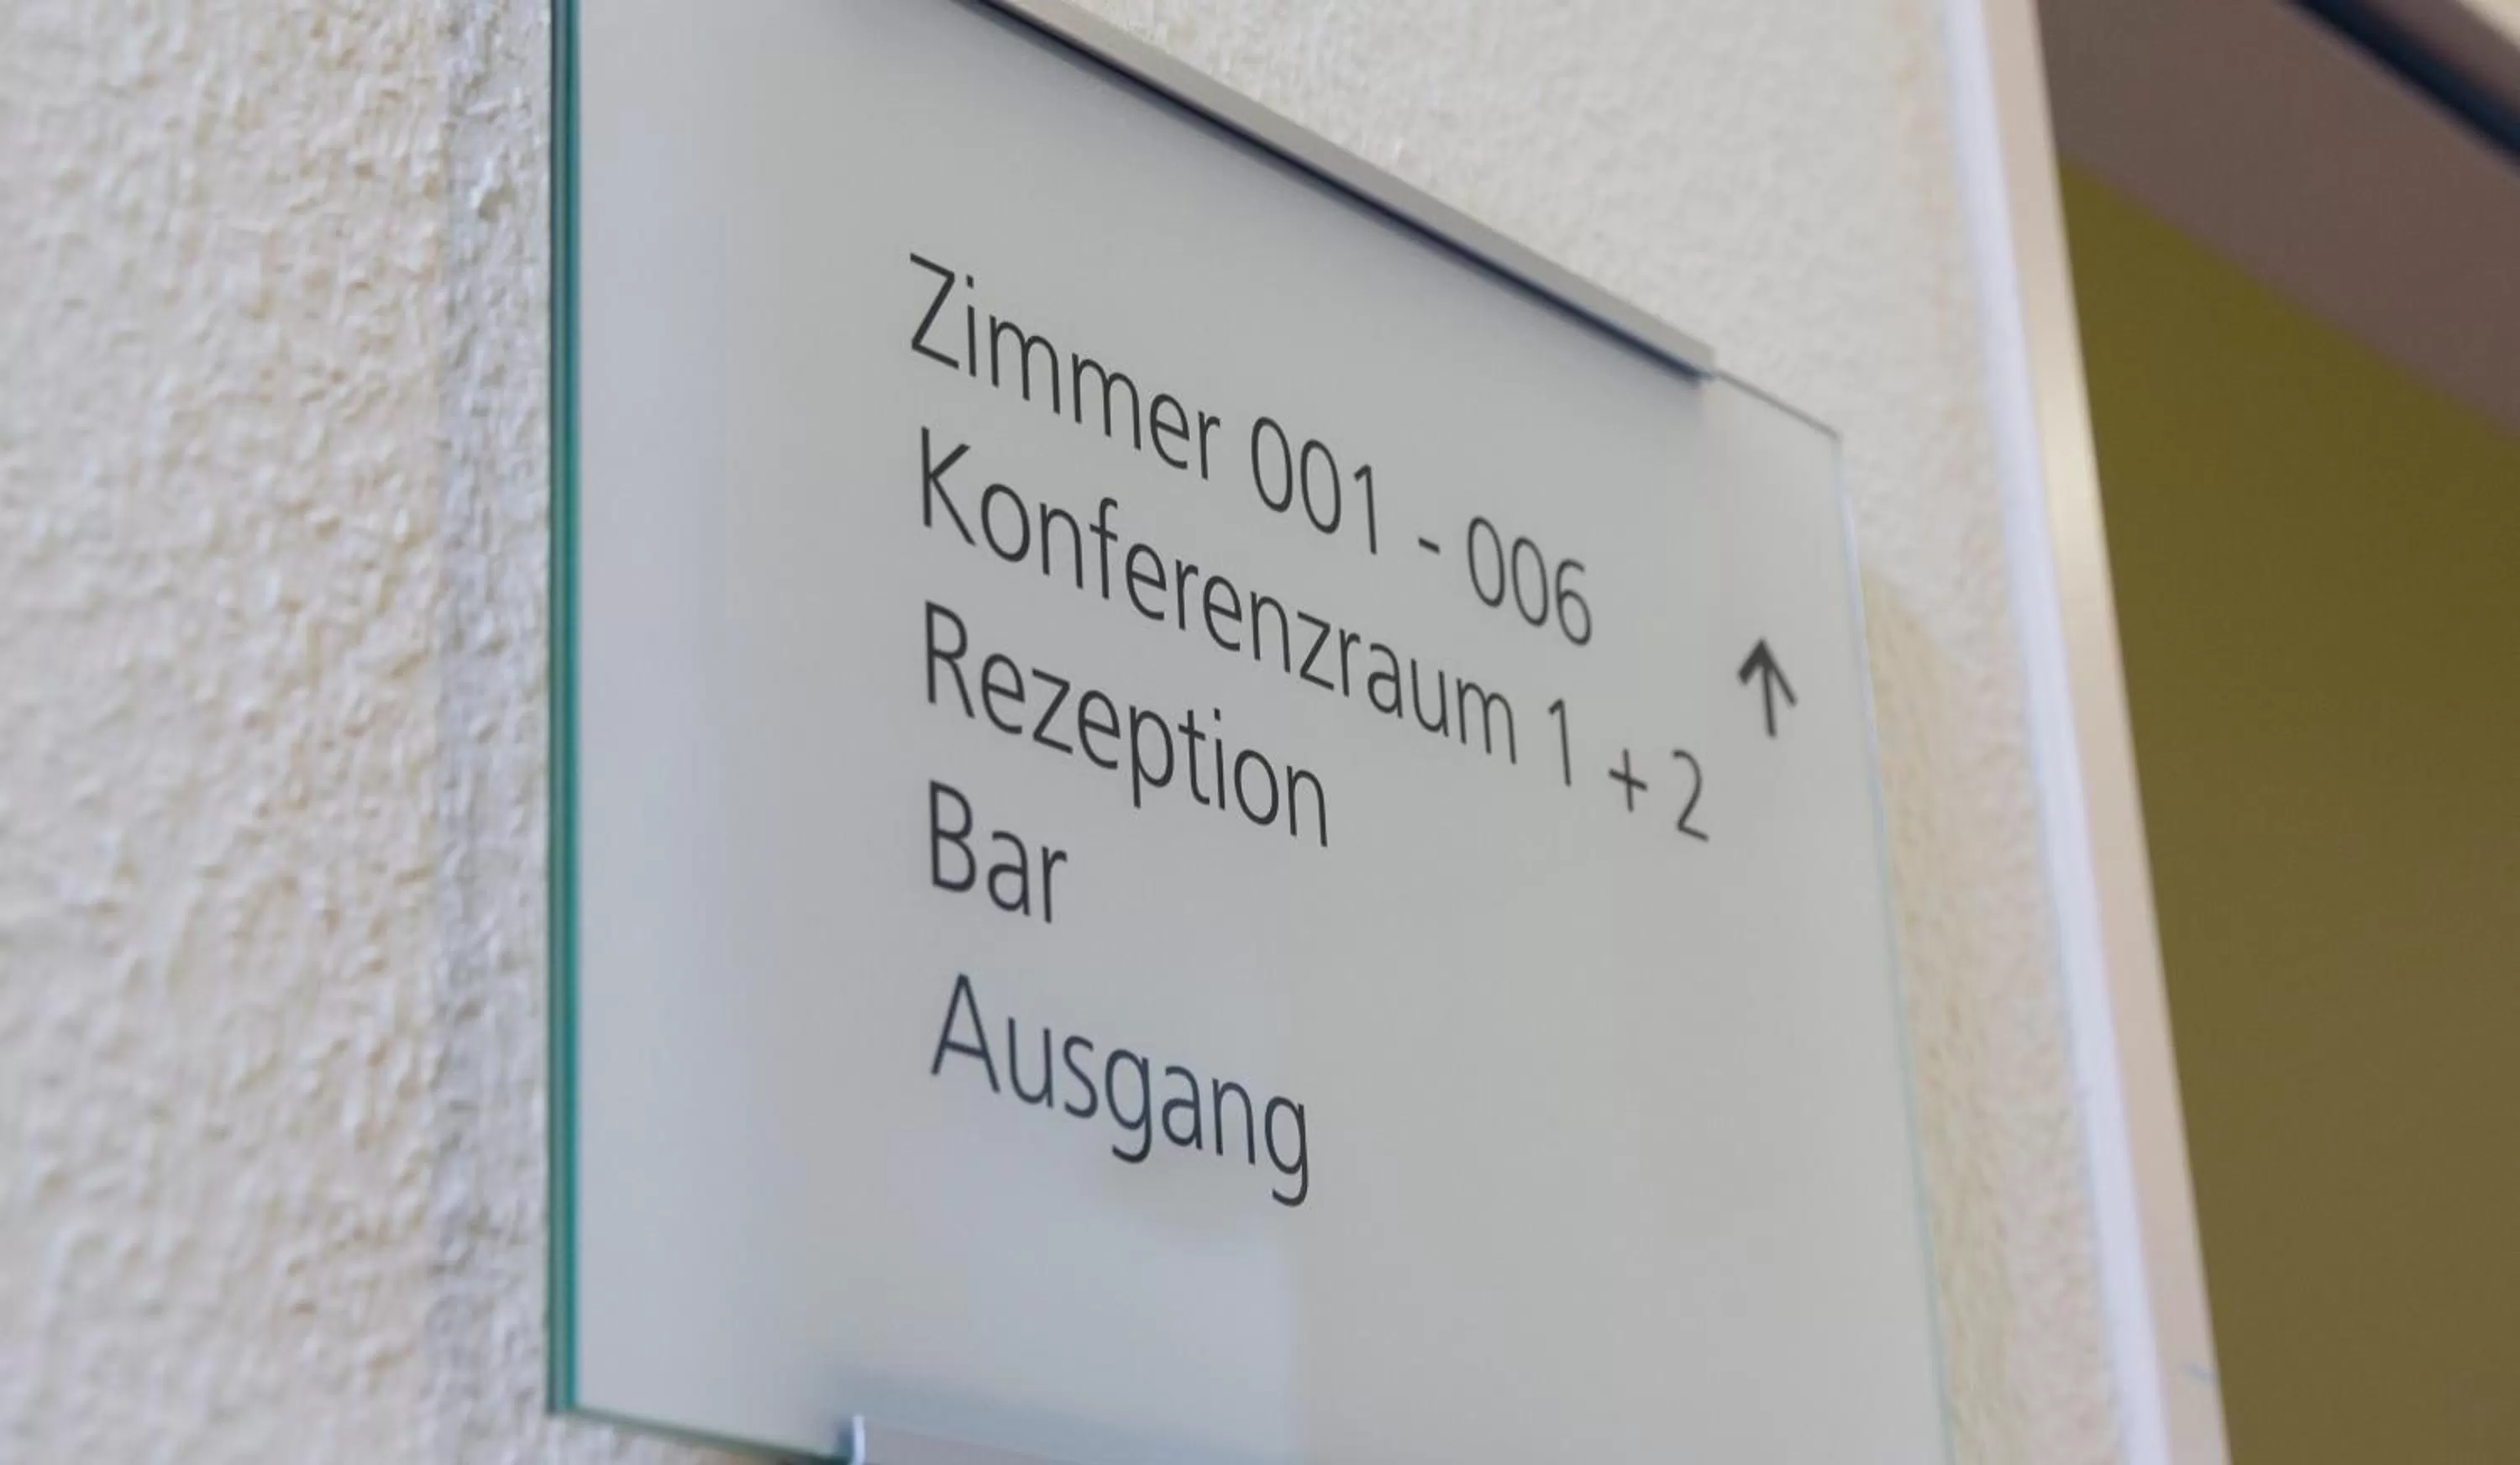 Zimmer 001 - 006 ↑
Konferenzraum 1 + 2
Rezeption
Bar
Ausgang